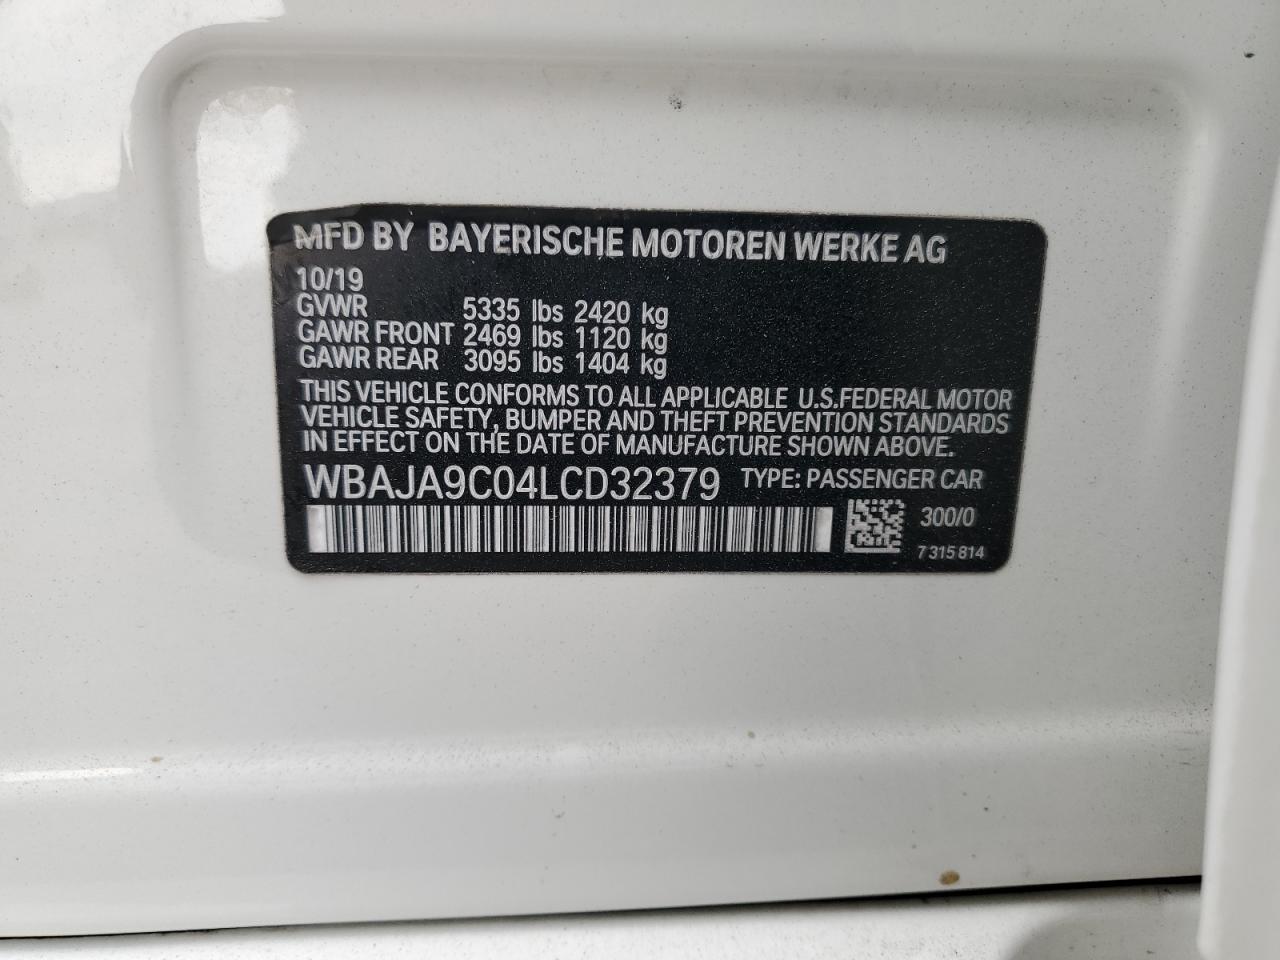 MFD BY BAYERISCHE MOTOREN WERKE AG
10/19
GVWR 5335 lbs 2420 kg
GAWR FRONT 2469 lbs 1120 kg
GAWR REAR 3095 lbs 1404 kg
THIS VEHICLE CONFORMS TO ALL APPLICABLE U.S.FEDERAL MOTOR
VEHICLE SAFETY, BUMPER AND THEFT PREVENTION STANDARDS
IN EFFECT ON THE DATE OF MANUFACTURE SHOWN ABOVE.
WBAJA9C04LCD32379 TYPE: PASSENGER CAR
300/0
7 315 814